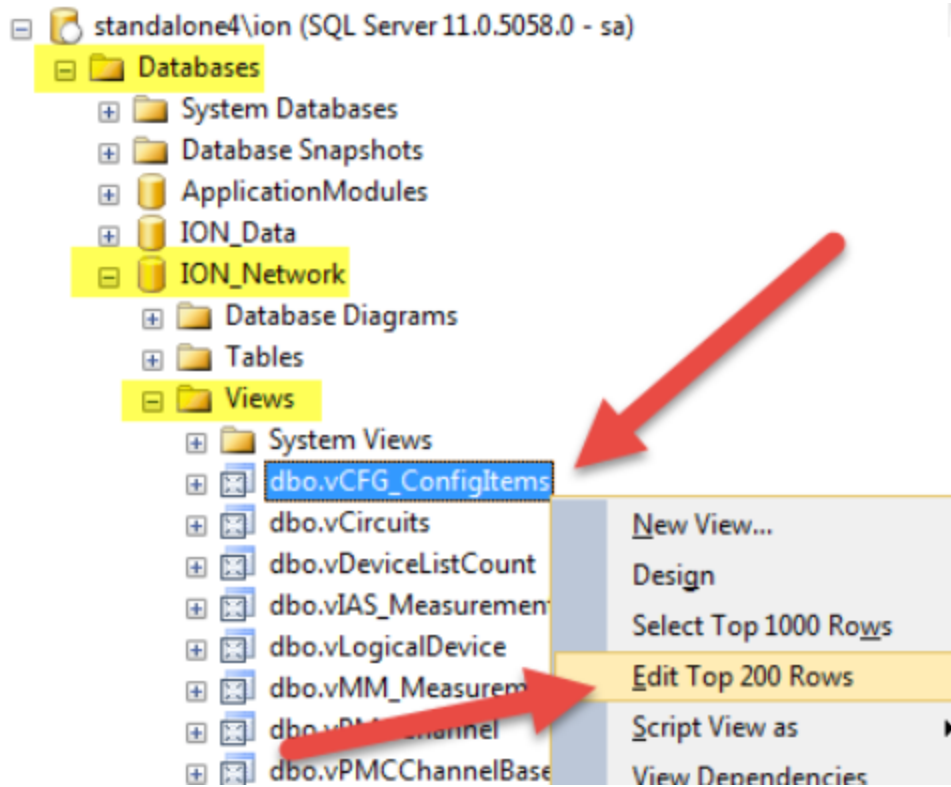 standalone4\ion (SQL Server 11.0.5058.0 - sa)
Databases
System Databases
Database Snapshots
ApplicationModules
ION_Data
ION_Network
Database Diagrams
Tables
Views
System Views
dbo.vCFG_ConfigItems
dbo.vCircuits
dbo.vDeviceListCount
dbo.vIAS_Measurement
dbo.vLogicalDevice
dbo.vMM_Measurem
dbo.vPMCChannelBase
New View...
Design
Select Top 1000 Rows
Edit Top 200 Rows
Script View as
View Dependencies